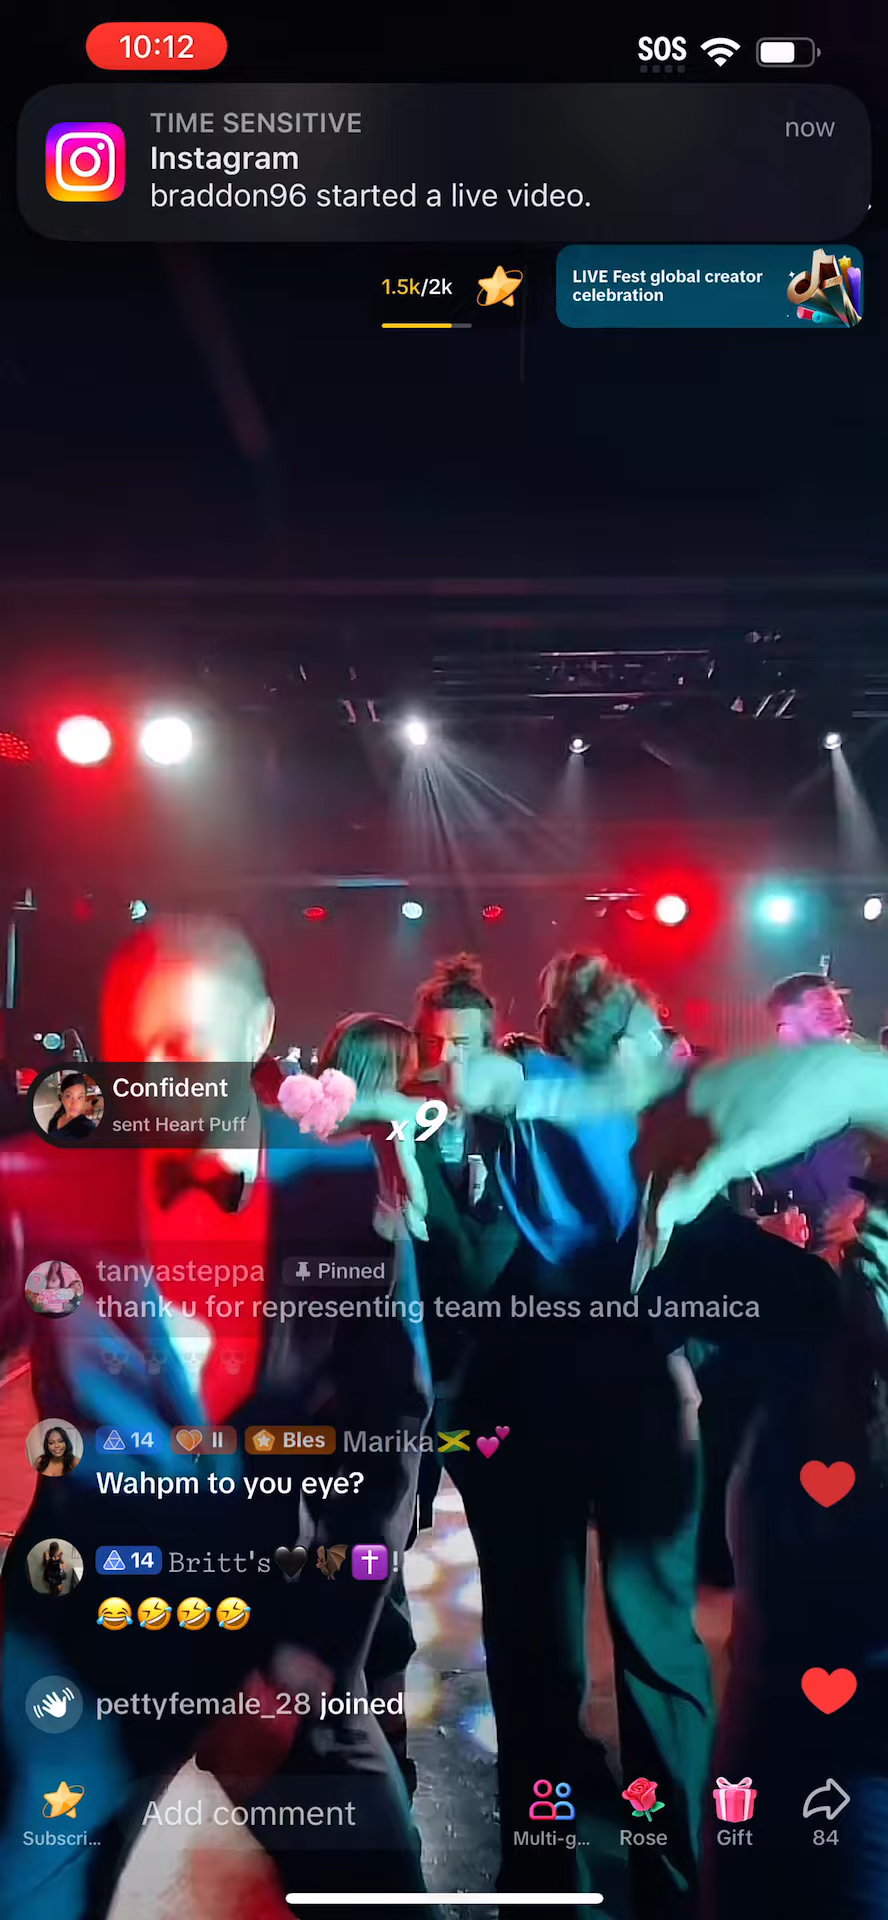 10:12
SOS
TIME SENSITIVE
now
Instagram
braddon96 started a live video.
1.5k/2k
LIVE Fest global creator
celebration
Confident
sent Heart Puff
x9
tanyasteppa Pinned
thank u for representing team bless and Jamaica
💀💀💀💀
14 II Bles Marika🇯🇲💕
Wahpm to you eye?
14 Britt's🖤🦇✝️!
😂🤣🤣🤣
pettyfemale_28 joined
Add comment
Subscri...
Multi-g...
Rose
Gift
84